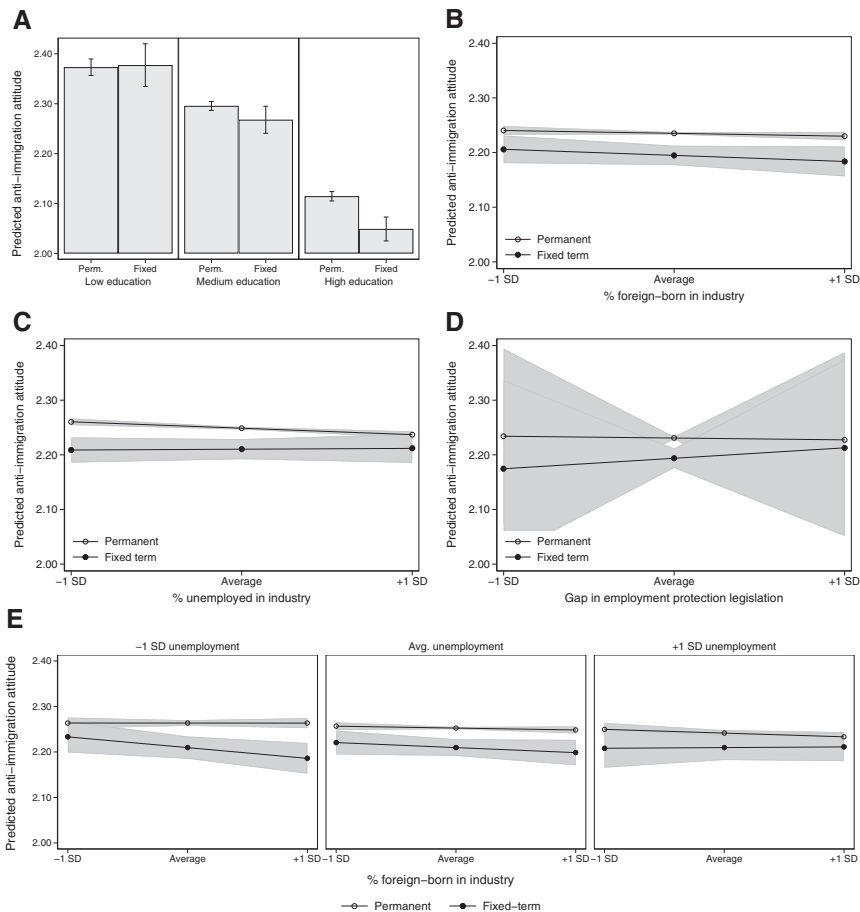 A
Predicted anti−immigration attitude
2.40
2.30
2.20
2.10
2.00
Perm. Fixed Perm. Fixed Perm. Fixed
Low education Medium education High education
B
Predicted anti−immigration attitude
2.40
2.30
2.20
2.10
2.00
Permanent
Fixed term
−1 SD Average +1 SD
% foreign−born in industry
C
Predicted anti−immigration attitude
2.40
2.30
2.20
2.10
2.00
Permanent
Fixed term
−1 SD Average +1 SD
% unemployed in industry
D
Predicted anti−immigration attitude
2.40
2.30
2.20
2.10
2.00
Permanent
Fixed term
−1 SD Average +1 SD
Gap in employment protection legislation
E
−1 SD unemployment Avg. unemployment +1 SD unemployment
Predicted anti−immigration attitude
2.40
2.30
2.20
2.10
2.00
−1 SD Average +1 SD −1 SD Average +1 SD −1 SD Average +1 SD
% foreign−born in industry
Permanent Fixed−term